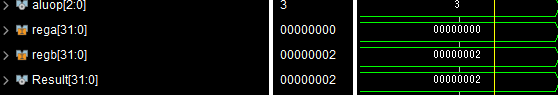 aluop[2:0] 3 3
rega[31:0] 00000000 00000000
regb[31:0] 00000002 00000002
Result[31:0] 00000002 00000002